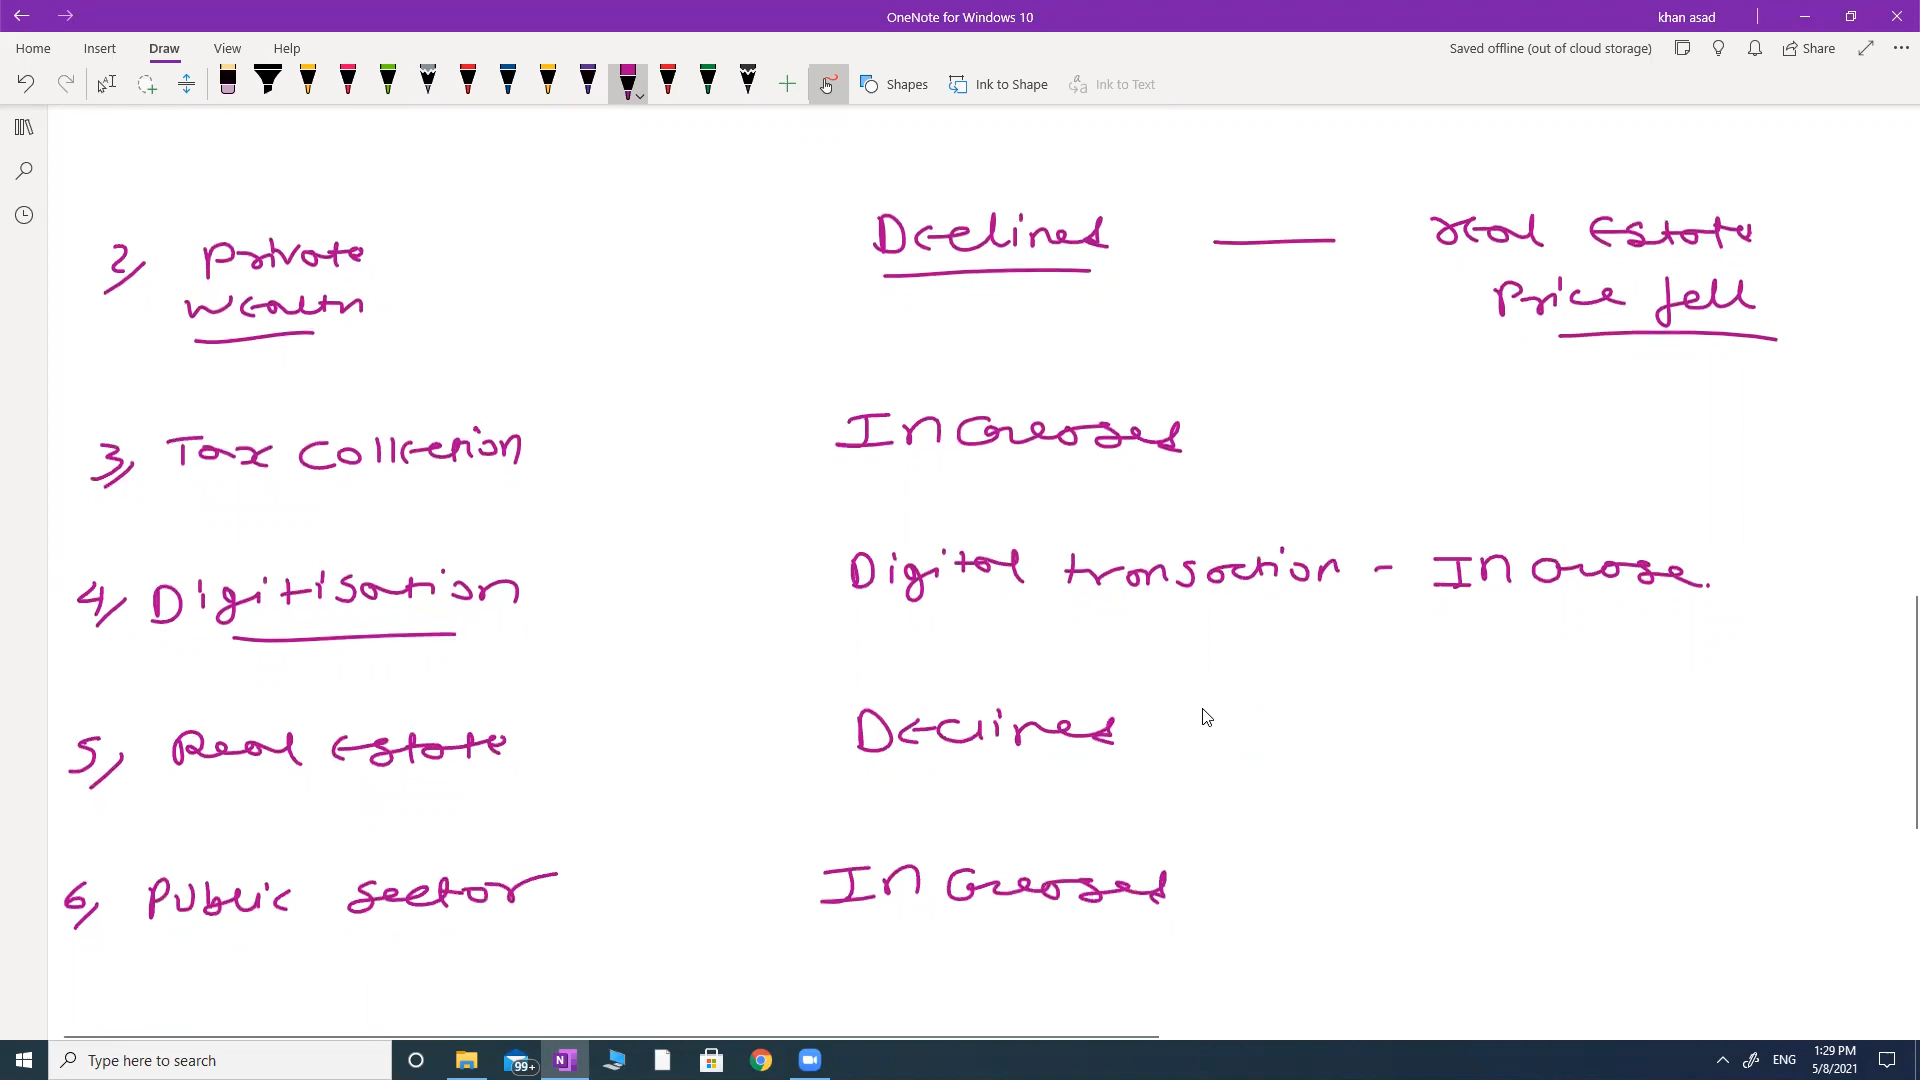 OneNote for Windows 10
khan asad
Home Insert Draw View Help
Saved offline (out of cloud storage)
Share
Shapes
Ink to Shape
Ink to Text
2, Private Wealth
Declines — real Estate
Price fell
3, Tax Collection
Increased
4, Digitisation
Digital transaction - Increase.
5, Real Estate
Declines
6, Public sector
Increased
Type here to search
99+
ENG
1:29 PM
5/8/2021